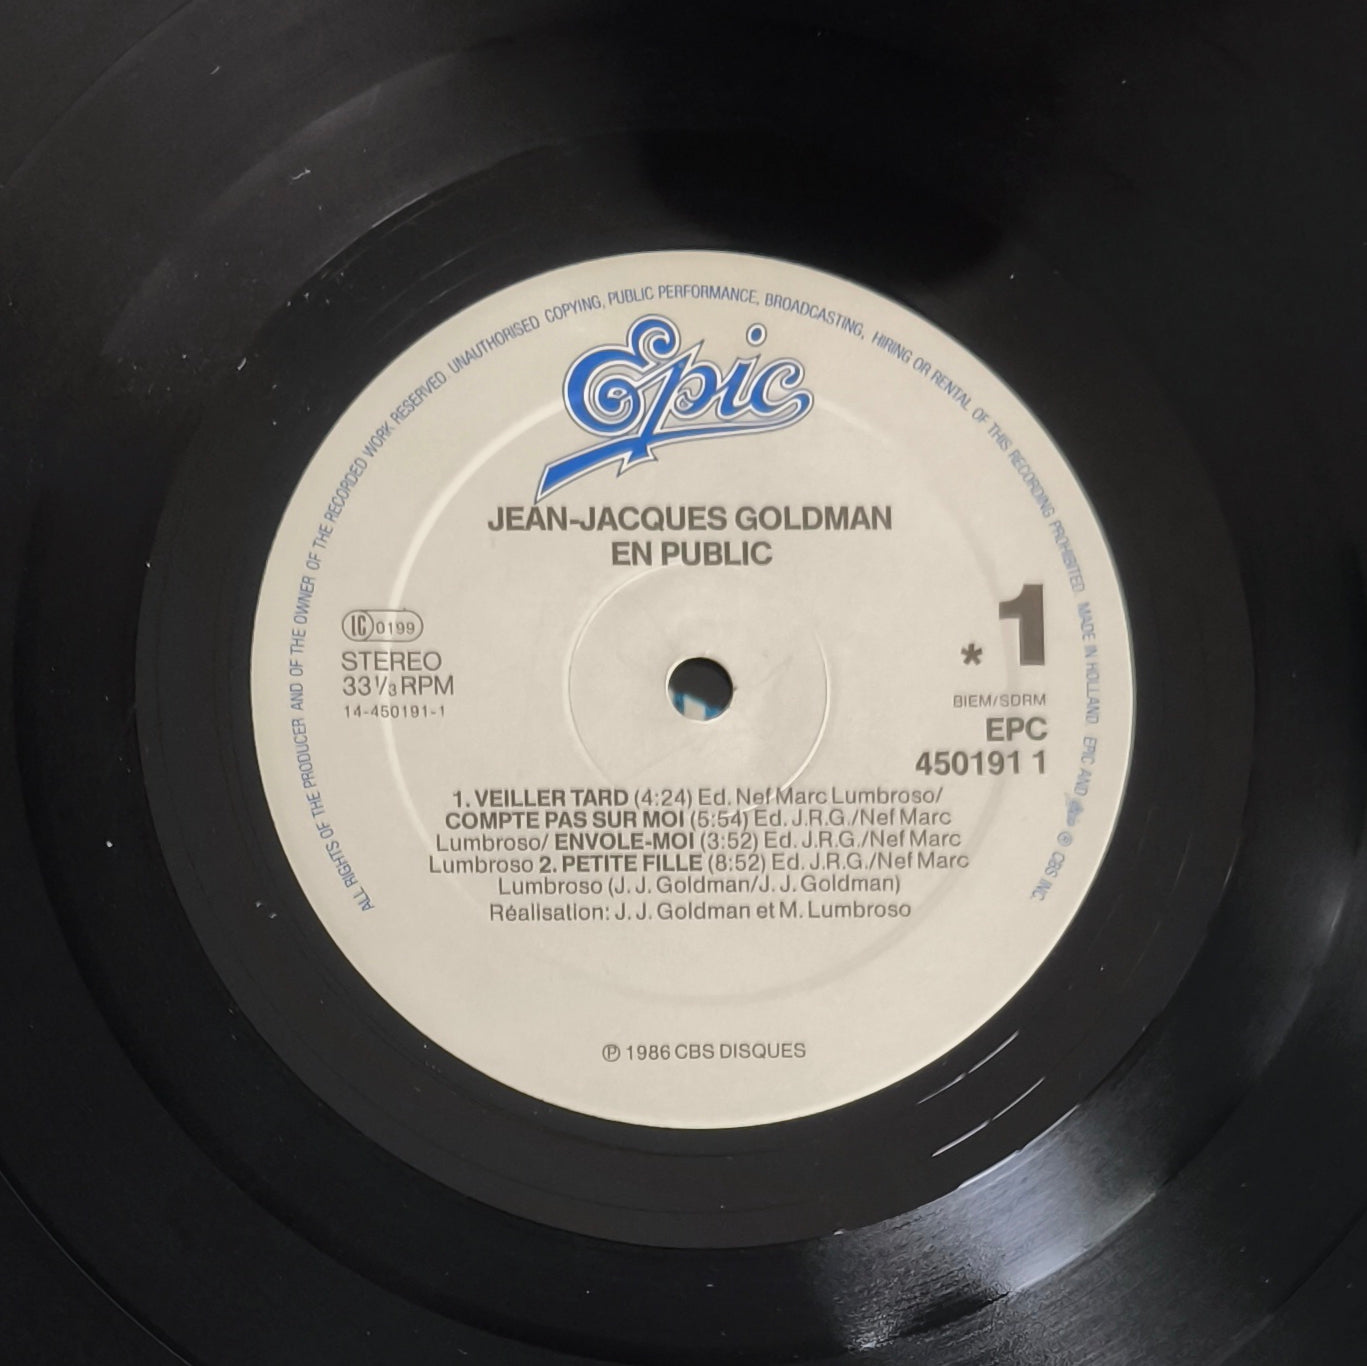 ALL RIGHTS OF THE PRODUCER AND OF THE OWNER OF THE RECORDED WORK RESERVED UNAUTHORISED COPYING, PUBLIC PERFORMANCE, BROADCASTING, HIRING OR RENTAL OF THIS RECORDING PROHIBITED. MADE IN HOLLAND EPIC AND © CBS INC.
Epic
JEAN-JACQUES GOLDMAN
EN PUBLIC
IC 0199
STEREO
33 1/3 RPM
14-450191-1
* 1
BIEM/SDRM
EPC
450191 1
1. VEILLER TARD (4:24) Ed. Nef Marc Lumbroso/
COMPTE PAS SUR MOI (5:54) Ed. J.R.G./Nef Marc
Lumbroso/ ENVOLE-MOI (3:52) Ed. J.R.G./Nef Marc
Lumbroso 2. PETITE FILLE (8:52) Ed. J.R.G./Nef Marc
Lumbroso (J. J. Goldman/J. J. Goldman)
Réalisation: J. J. Goldman et M. Lumbroso
℗ 1986 CBS DISQUES